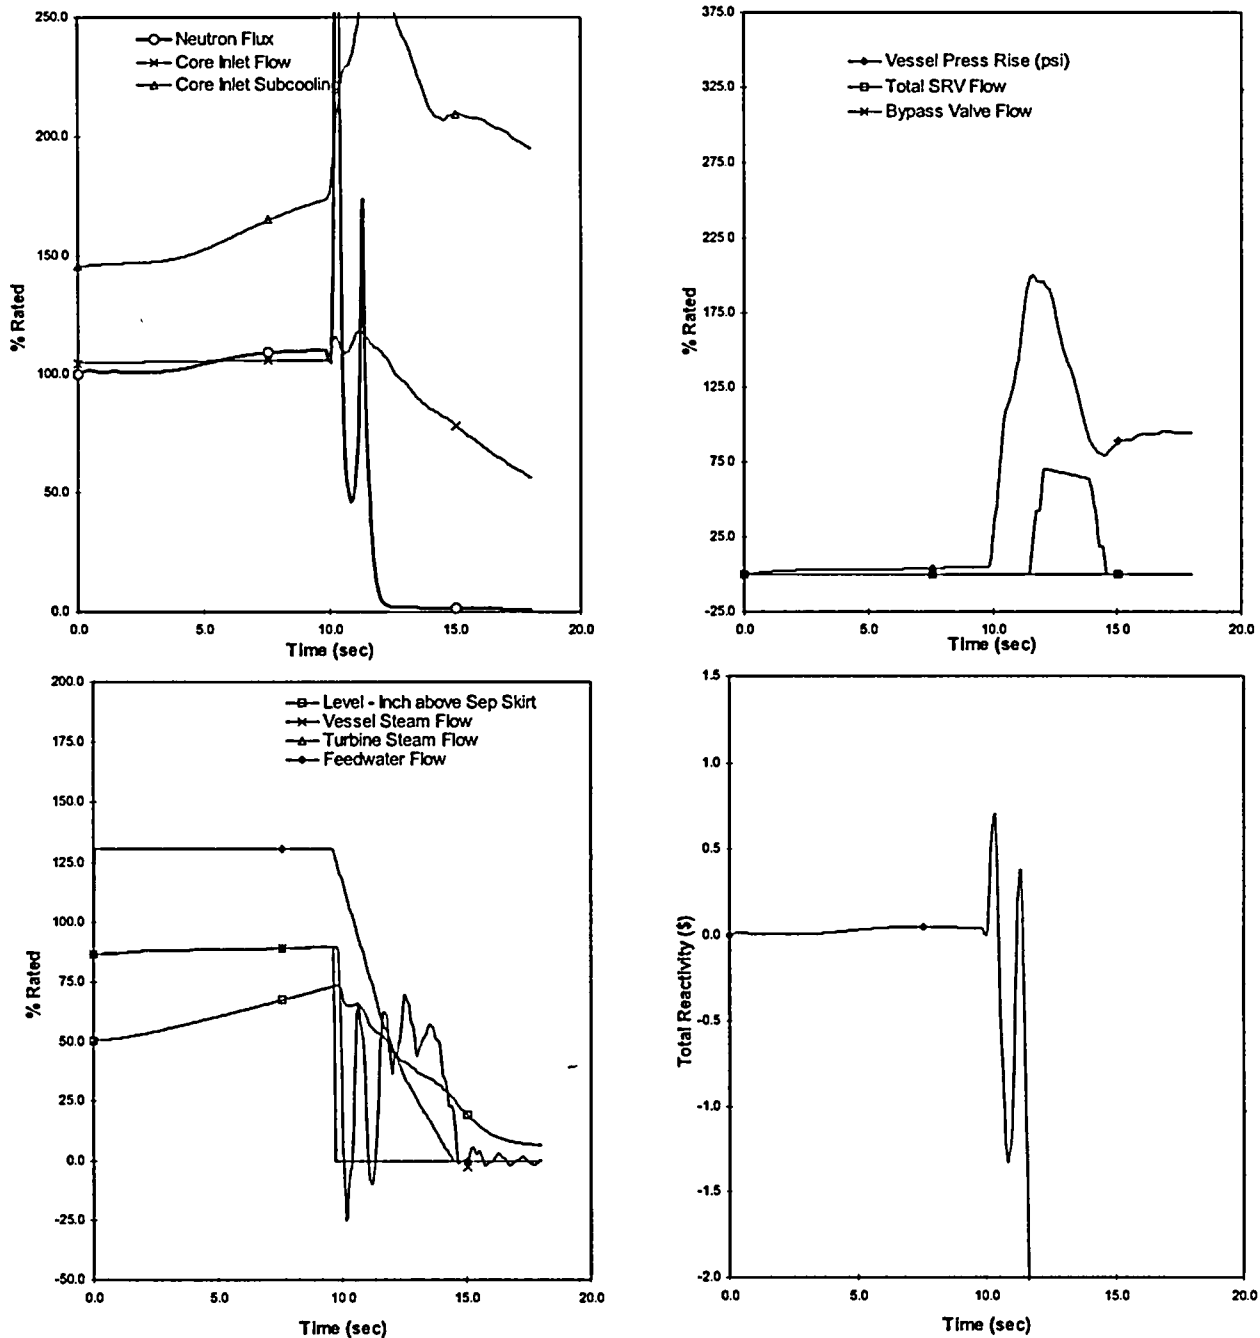 250.0
200.0
150.0
100.0
50.0
0.0
% Rated
Neutron Flux
Core Inlet Flow
Core Inlet Subcoolin
0.0 5.0 10.0 15.0 20.0
Time (sec)
375.0
325.0
275.0
225.0
175.0
125.0
75.0
25.0
-25.0
% Rated
Vessel Press Rise (psi)
Total SRV Flow
Bypass Valve Flow
0.0 5.0 10.0 15.0 20.0
Time (sec)
200.0
175.0
150.0
125.0
100.0
75.0
50.0
25.0
0.0
-25.0
-50.0
% Rated
Level - Inch above Sep Skirt
Vessel Steam Flow
Turbine Steam Flow
Feedwater Flow
0.0 5.0 10.0 15.0 20.0
Time (sec)
1.5
1.0
0.5
0.0
-0.5
-1.0
-1.5
-2.0
Total Reactivity ($)
0.0 5.0 10.0 15.0 20.0
Time (sec)